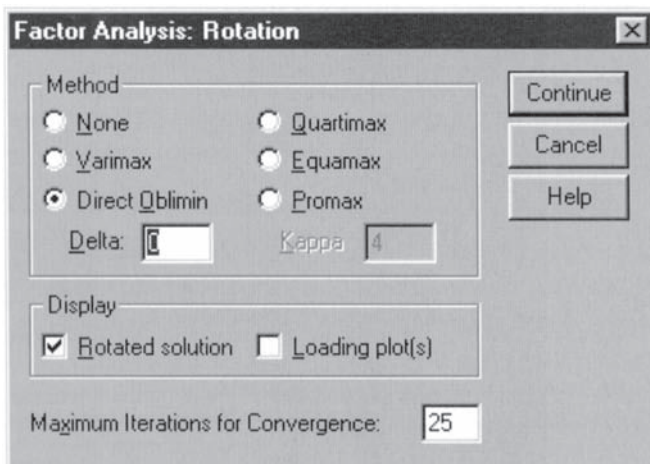 Factor Analysis: Rotation
Method
None
Quartimax
Continue
Varimax
Equamax
Cancel
Direct Oblimin
Promax
Help
Delta: 0
Kappa 4
Display
Rotated solution
Loading plot(s)
Maximum Iterations for Convergence: 25